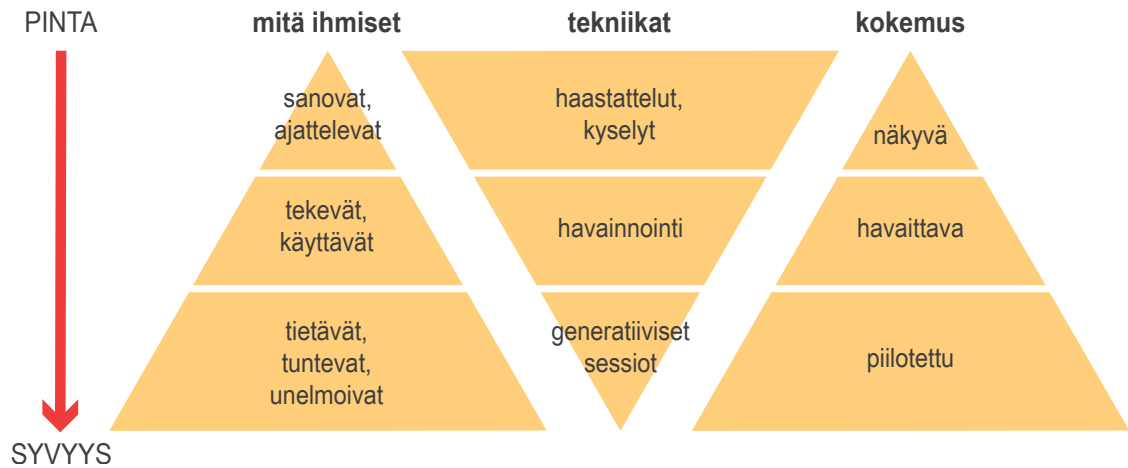 PINTA
mitä ihmiset
tekniikat
kokemus
sanovat,
ajattelevat
haastattelut,
kyselyt
näkyvä
tekevät,
käyttävät
havainnointi
havaittava
tietävät,
tuntevat,
unelmoivat
generatiiviset
sessiot
piilotettu
SYVYYS